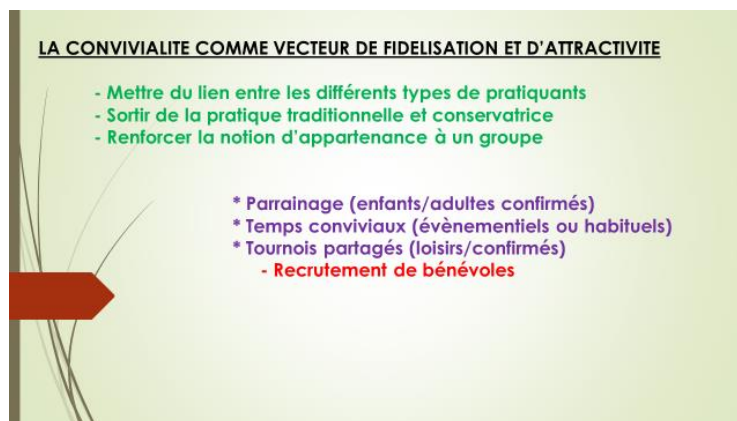 LA CONVIVIALITE COMME VECTEUR DE FIDELISATION ET D'ATTRACTIVITE
- Mettre du lien entre les différents types de pratiquants
- Sortir de la pratique traditionnelle et conservatrice
- Renforcer la notion d'appartenance à un groupe
* Parrainage (enfants/adultes confirmés)
* Temps conviviaux (évènementiels ou habituels)
* Tournois partagés (loisirs/confirmés)
- Recrutement de bénévoles